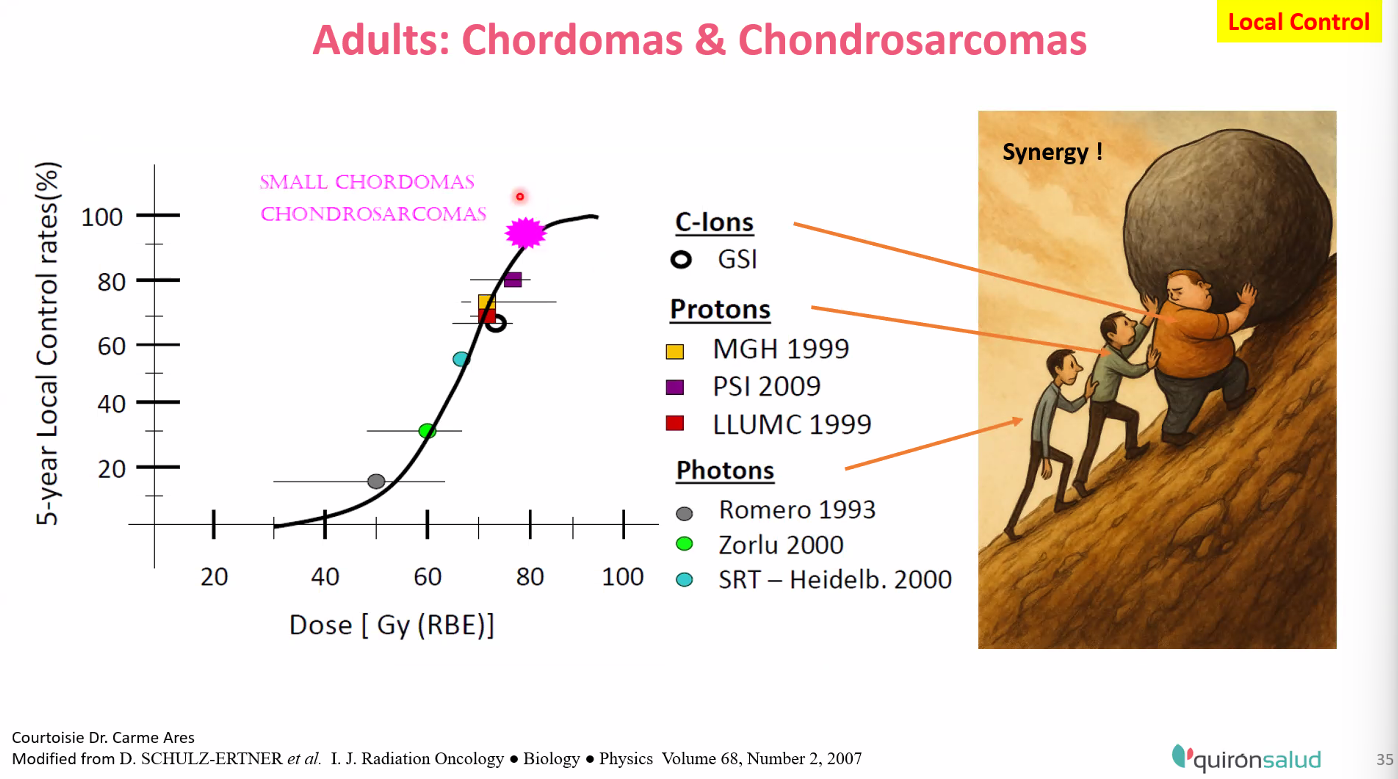 Adults: Chordomas & Chondrosarcomas
Local Control
5-year Local Control rates(%)
100
80
60
40
20
SMALL CHORDOMAS
CHONDROSARCOMAS
20 40 60 80 100
Dose [ Gy (RBE)]
C-Ions
GSI
Protons
MGH 1999
PSI 2009
LLUMC 1999
Photons
Romero 1993
Zorlu 2000
SRT – Heidelb. 2000
Synergy !
Courtoisie Dr. Carme Ares
Modified from D. SCHULZ-ERTNER et al. I. J. Radiation Oncology ● Biology ● Physics Volume 68, Number 2, 2007
quirónsalud
35